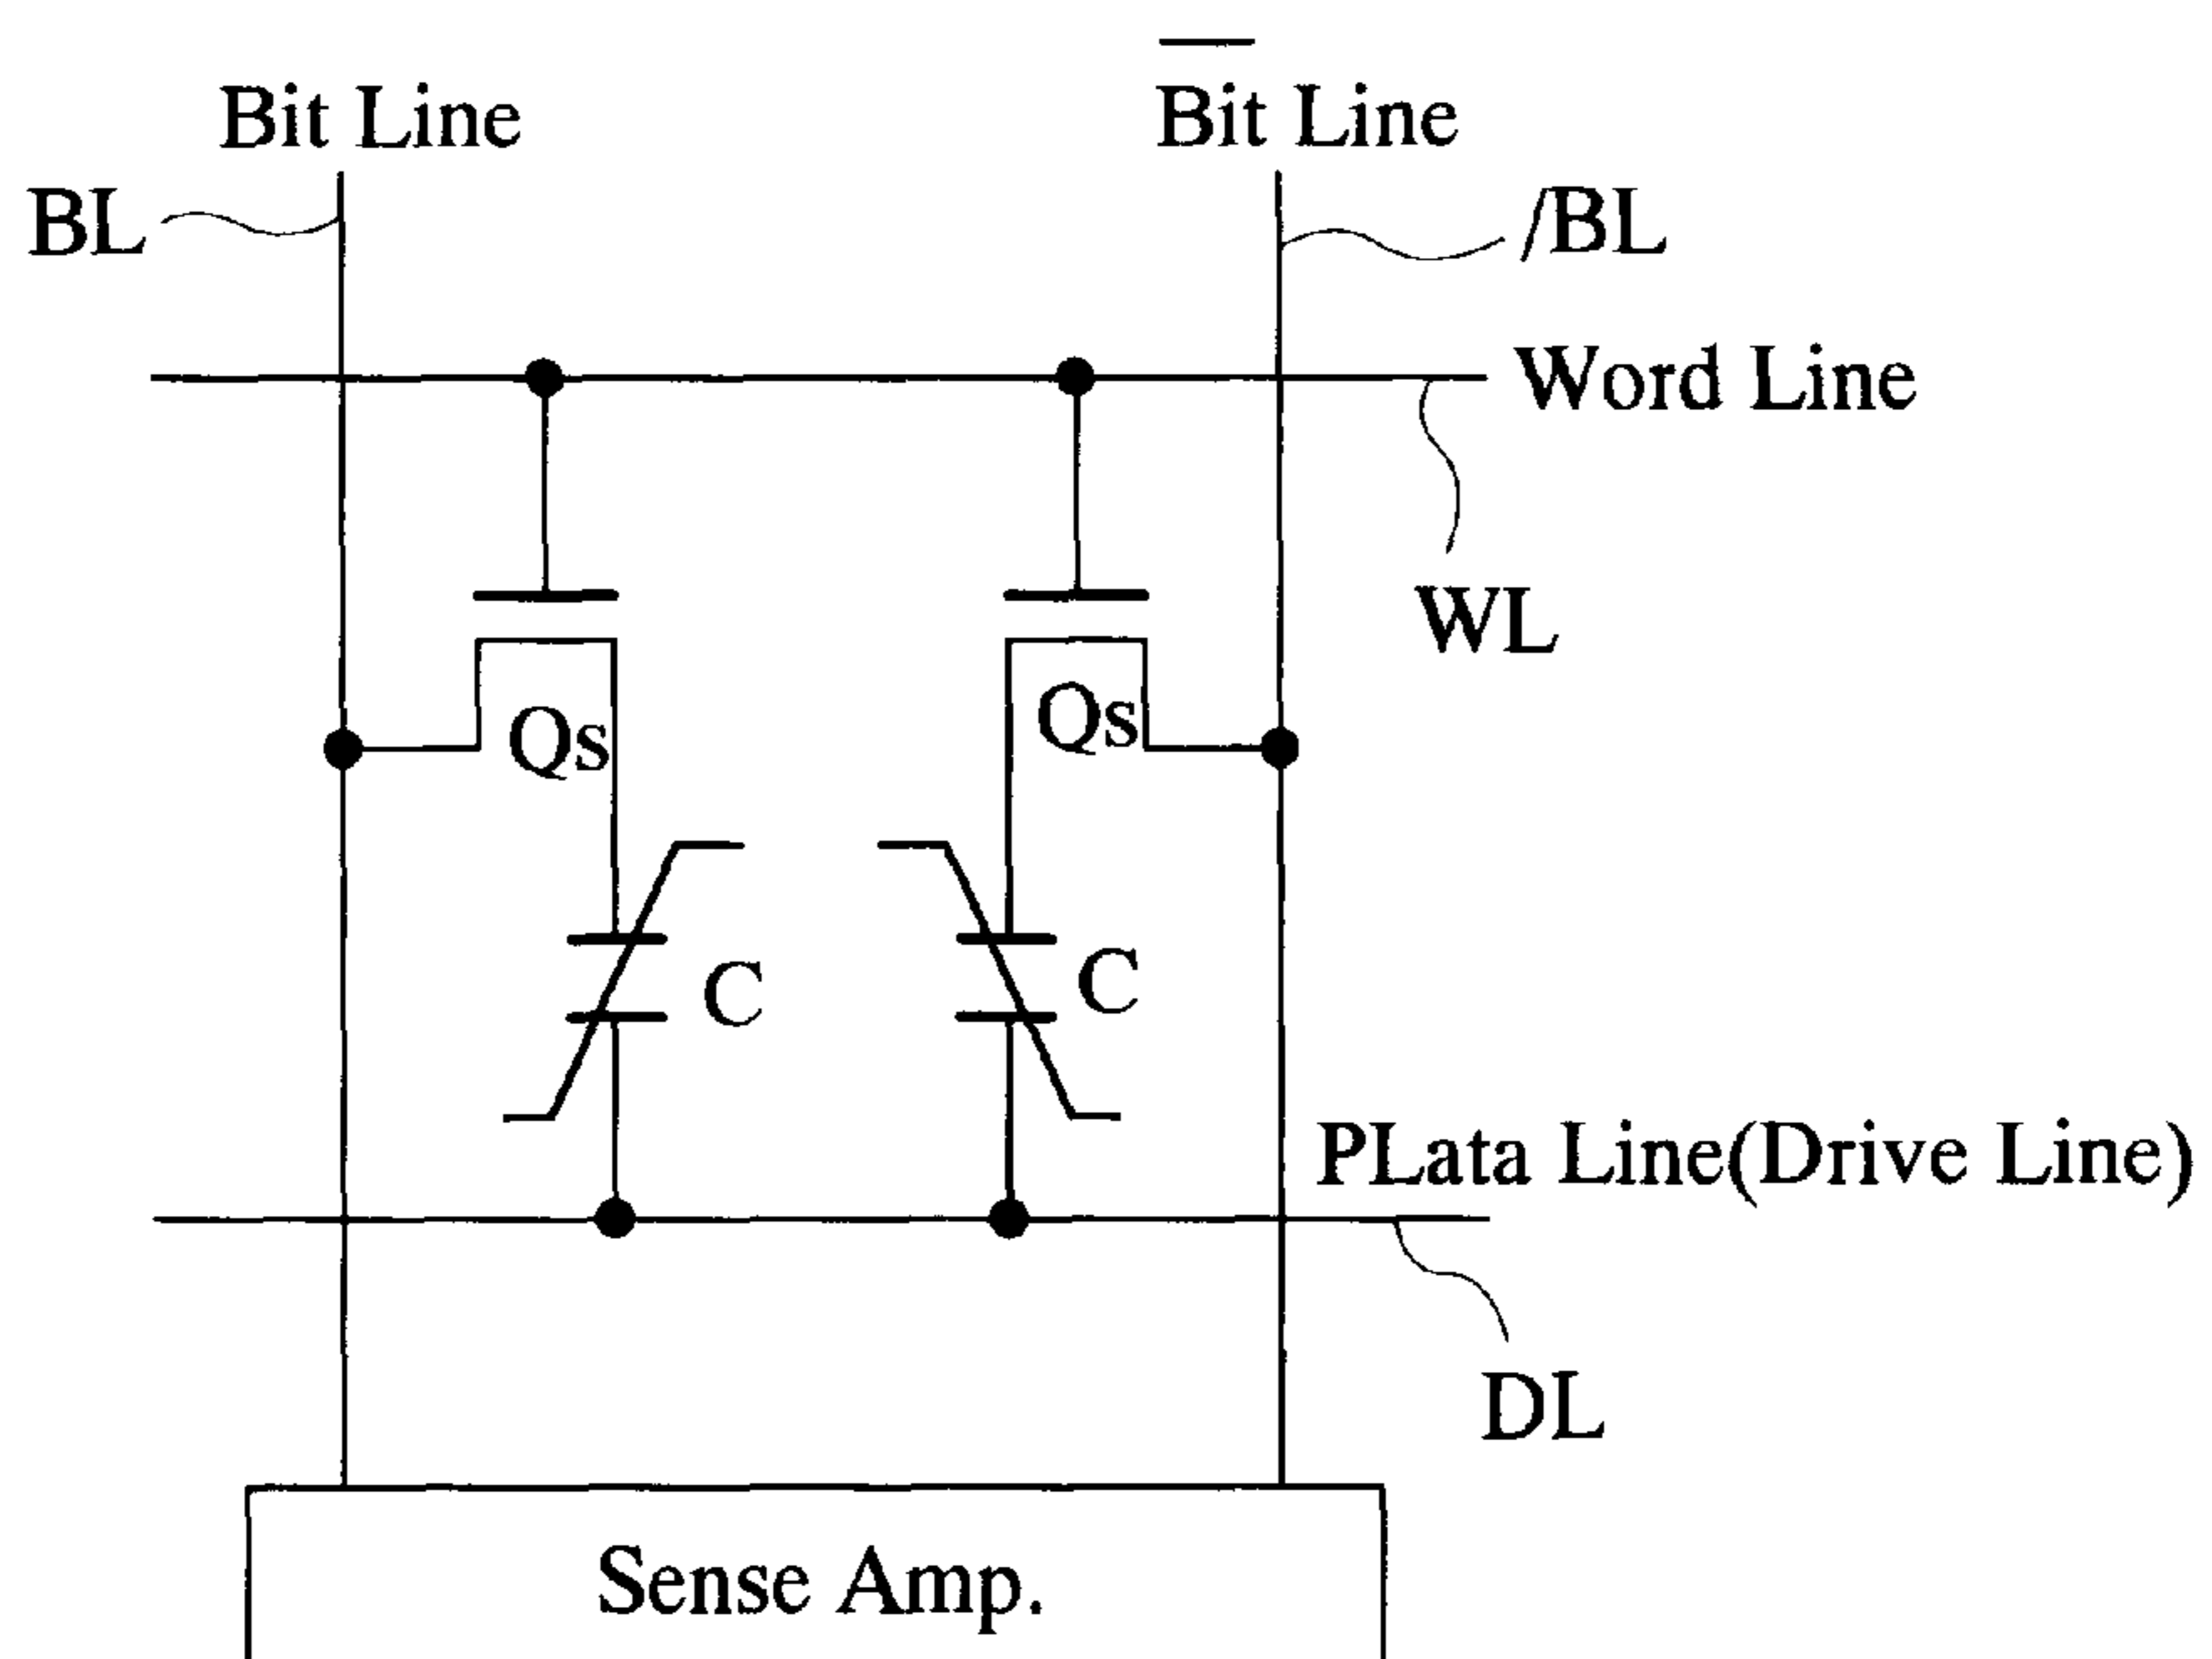 Bit Line
Bit Line
BL
/BL
Word Line
WL
Qs
Qs
C
C
PLata Line(Drive Line)
DL
Sense Amp.